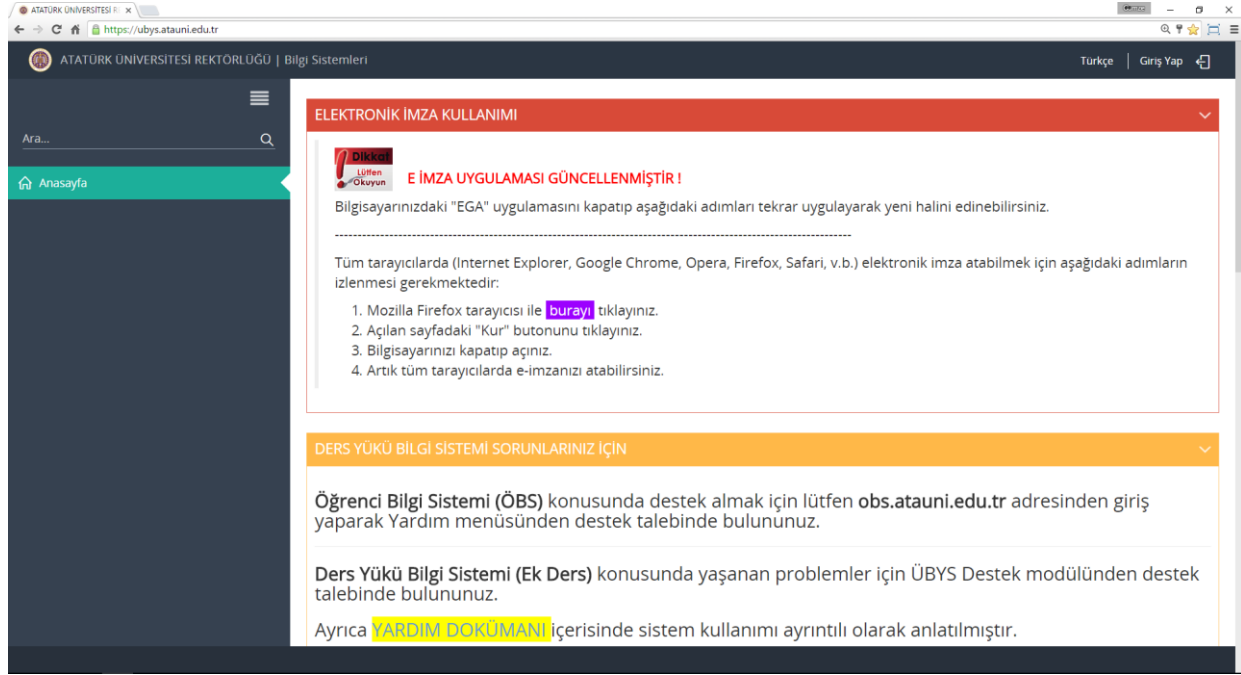 ATATÜRK ÜNİVERSİTESİ R
https://ubys.atauni.edu.tr
ATATÜRK ÜNİVERSİTESİ REKTÖRLÜĞÜ | Bilgi Sistemleri
Türkçe | Giriş Yap
Ara...
Anasayfa
ELEKTRONİK İMZA KULLANIMI
Dikkat
Lütfen
Okuyun
E İMZA UYGULAMASI GÜNCELLENMİŞTİR !
Bilgisayarınızdaki "EGA" uygulamasını kapatıp aşağıdaki adımları tekrar uygulayarak yeni halini edinebilirsiniz.
--------------------------------------------------------------------------------------------------------------------
Tüm tarayıcılarda (Internet Explorer, Google Chrome, Opera, Firefox, Safari, v.b.) elektronik imza atabilmek için aşağıdaki adımların
izlenmesi gerekmektedir:
1. Mozilla Firefox tarayıcısı ile burayı tıklayınız.
2. Açılan sayfadaki "Kur" butonunu tıklayınız.
3. Bilgisayarınızı kapatıp açınız.
4. Artık tüm tarayıcılarda e-imzanızı atabilirsiniz.
DERS YÜKÜ BİLGİ SİSTEMİ SORUNLARINIZ İÇİN
Öğrenci Bilgi Sistemi (ÖBS) konusunda destek almak için lütfen obs.atauni.edu.tr adresinden giriş
yaparak Yardım menüsünden destek talebinde bulununuz.
Ders Yükü Bilgi Sistemi (Ek Ders) konusunda yaşanan problemler için ÜBYS Destek modülünden destek
talebinde bulununuz.
Ayrıca YARDIM DOKÜMANI içerisinde sistem kullanımı ayrıntılı olarak anlatılmıştır.